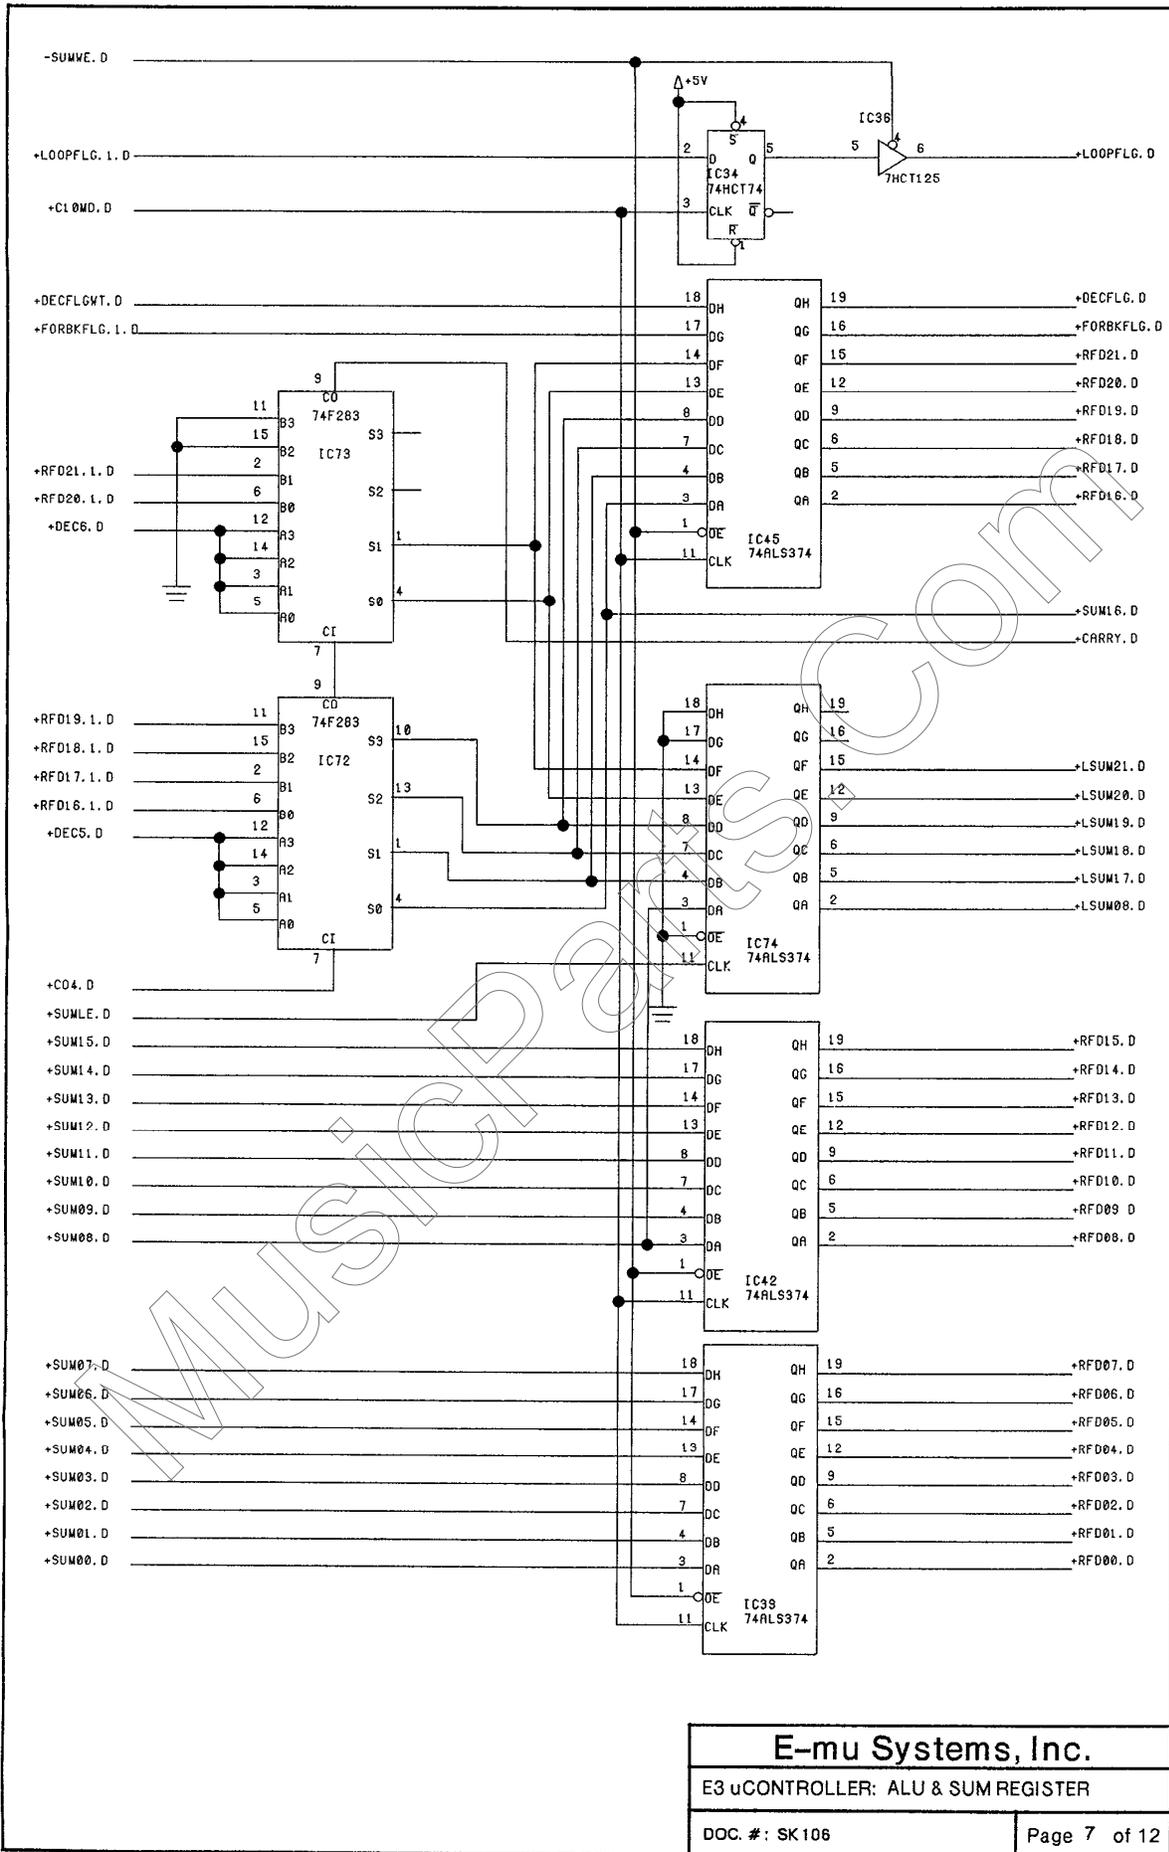 -SUMWE.D
+5V
IC36
4
4
S
+LOOPFLG.1.D 2 D Q 5 5 6 +LOOPFLG.D
IC34
74HCT74
7HCT125
+C10MD.D 3 CLK Q
R
1
+DECFLGWT.D 18 DH QH 19 +DECFLG.D
+FORBKFLG.1.D 17 DG QG 16 +FORBKFLG.D
14 DF QF 15 +RFD21.D
13 DE QE 12 +RFD20.D
8 DD QD 9 +RFD19.D
7 DC QC 6 +RFD18.D
4 DB QB 5 +RFD17.D
3 DA QA 2 +RFD16.D
1 OE
IC45
74ALS374
11 CLK
9
CO
74F283
IC73
11 B3 S3
15 B2
+RFD21.1.D 2 B1 S2
+RFD20.1.D 6 B0
+DEC6.D 12 A3
14 A2 S1 1
3 A1
5 A0 S0 4
CI
7
+SUM16.D
+CARRY.D
9
CO
74F283
IC72
+RFD19.1.D 11 B3 S3 10
+RFD18.1.D 15 B2
+RFD17.1.D 2 B1 S2 13
+RFD16.1.D 6 B0
+DEC5.D 12 A3
14 A2 S1 1
3 A1
5 A0 S0 4
CI
7
18 DH QH 19
17 DG QG 16
14 DF QF 15 +LSUM21.D
13 DE QE 12 +LSUM20.D
8 DD QD 9 +LSUM19.D
7 DC QC 6 +LSUM18.D
4 DB QB 5 +LSUM17.D
3 DA QA 2 +LSUM08.D
1 OE
IC74
74ALS374
11 CLK
+CO4.D
+SUMLE.D
+SUM15.D 18 DH QH 19 +RFD15.D
+SUM14.D 17 DG QG 16 +RFD14.D
+SUM13.D 14 DF QF 15 +RFD13.D
+SUM12.D 13 DE QE 12 +RFD12.D
+SUM11.D 8 DD QD 9 +RFD11.D
+SUM10.D 7 DC QC 6 +RFD10.D
+SUM09.D 4 DB QB 5 +RFD09 D
+SUM08.D 3 DA QA 2 +RFD08.D
1 OE
IC42
74ALS374
11 CLK
+SUM07.D 18 DH QH 19 +RFD07.D
+SUM06.D 17 DG QG 16 +RFD06.D
+SUM05.D 14 DF QF 15 +RFD05.D
+SUM04.D 13 DE QE 12 +RFD04.D
+SUM03.D 8 DD QD 9 +RFD03.D
+SUM02.D 7 DC QC 6 +RFD02.D
+SUM01.D 4 DB QB 5 +RFD01.D
+SUM00.D 3 DA QA 2 +RFD00.D
1 OE
IC39
74ALS374
11 CLK
MusicParts.Com
E-mu Systems, Inc.
E3 uCONTROLLER: ALU & SUM REGISTER
DOC. #: SK106
Page 7 of 12